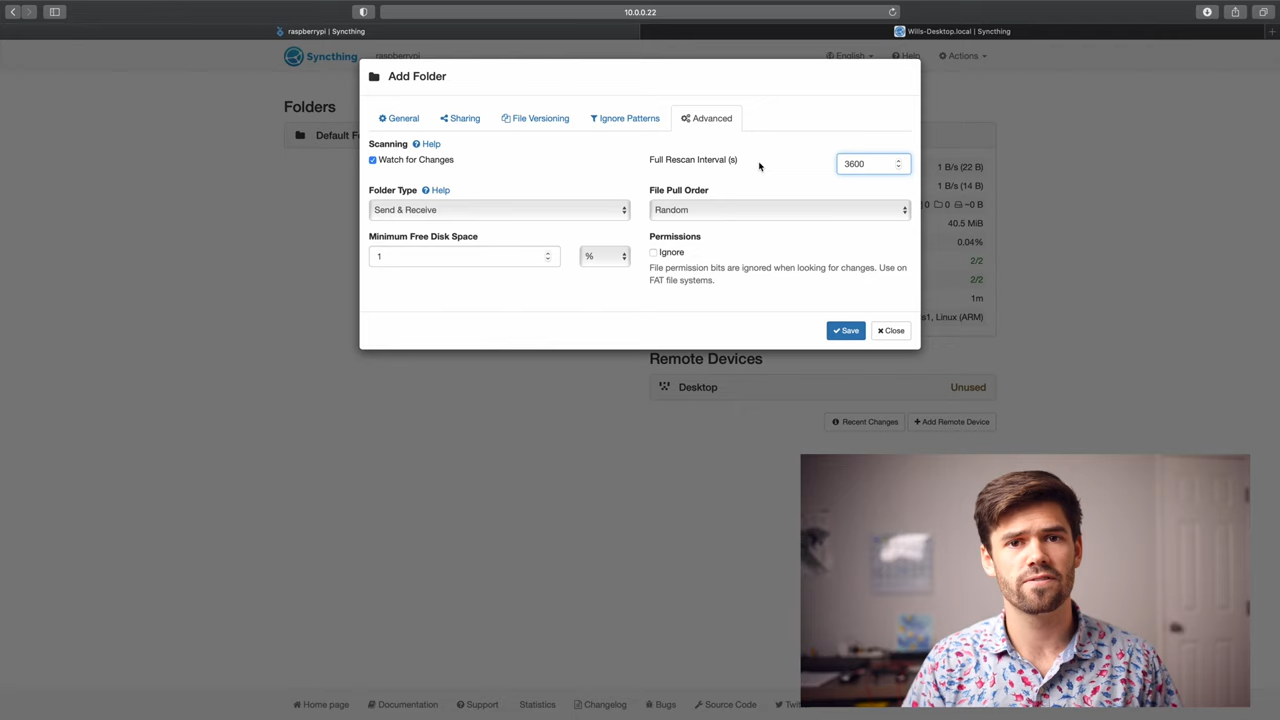 10.0.0.22
raspberrypi | Syncthing
Wills-Desktop.local | Syncthing
Syncthing
raspberrypi
English
Help
Actions
Add Folder
General
Sharing
File Versioning
Ignore Patterns
Advanced
Scanning Help
Watch for Changes
Full Rescan Interval (s)
3600
Folder Type Help
Send & Receive
File Pull Order
Random
Minimum Free Disk Space
1
%
Permissions
Ignore
File permission bits are ignored when looking for changes. Use on
FAT file systems.
Save
Close
Folders
Default
1 B/s (22 B)
1 B/s (14 B)
0 0 ~0 B
40.5 MiB
0.04%
2/2
2/2
1m
Linux (ARM)
Remote Devices
Desktop
Unused
Recent Changes
Add Remote Device
Home page
Documentation
Support
Statistics
Changelog
Bugs
Source Code